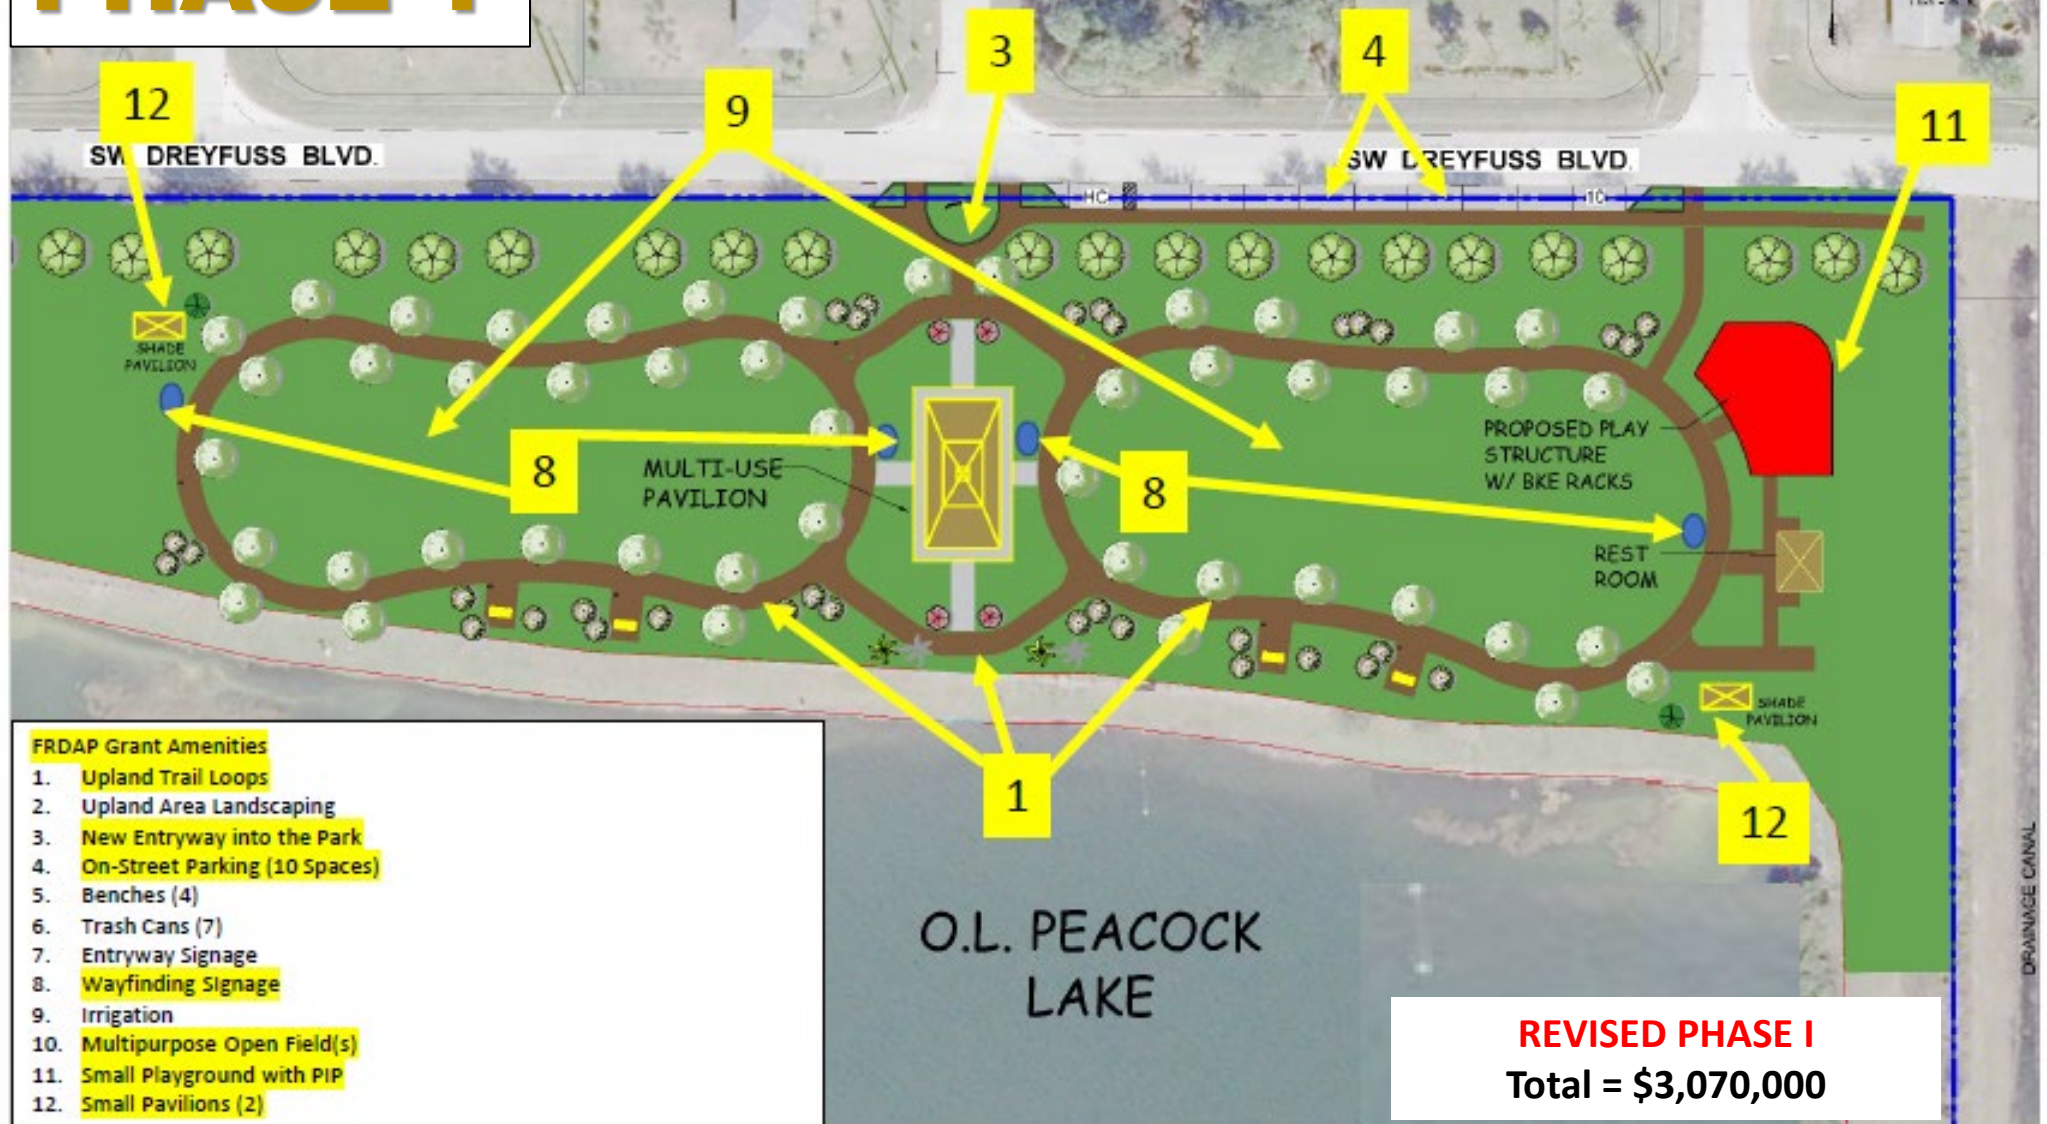 PHASE 1
3
4
12
9
11
SW DREYFUSS BLVD.
SW DREYFUSS BLVD.
HC
10
SHADE
PAVILION
PROPOSED PLAY
STRUCTURE
W/ BKE RACKS
8
MULTI-USE
PAVILION
8
REST
ROOM
SHADE
PAVILION
1
12
FRDAP Grant Amenities
1. Upland Trail Loops
2. Upland Area Landscaping
3. New Entryway into the Park
4. On-Street Parking (10 Spaces)
5. Benches (4)
6. Trash Cans (7)
7. Entryway Signage
8. Wayfinding SIgnage
9. Irrigation
10. Multipurpose Open Field(s)
11. Small Playground with PIP
12. Small Pavilions (2)
O.L. PEACOCK
LAKE
DRAINAGE CANAL
REVISED PHASE I
Total = $3,070,000